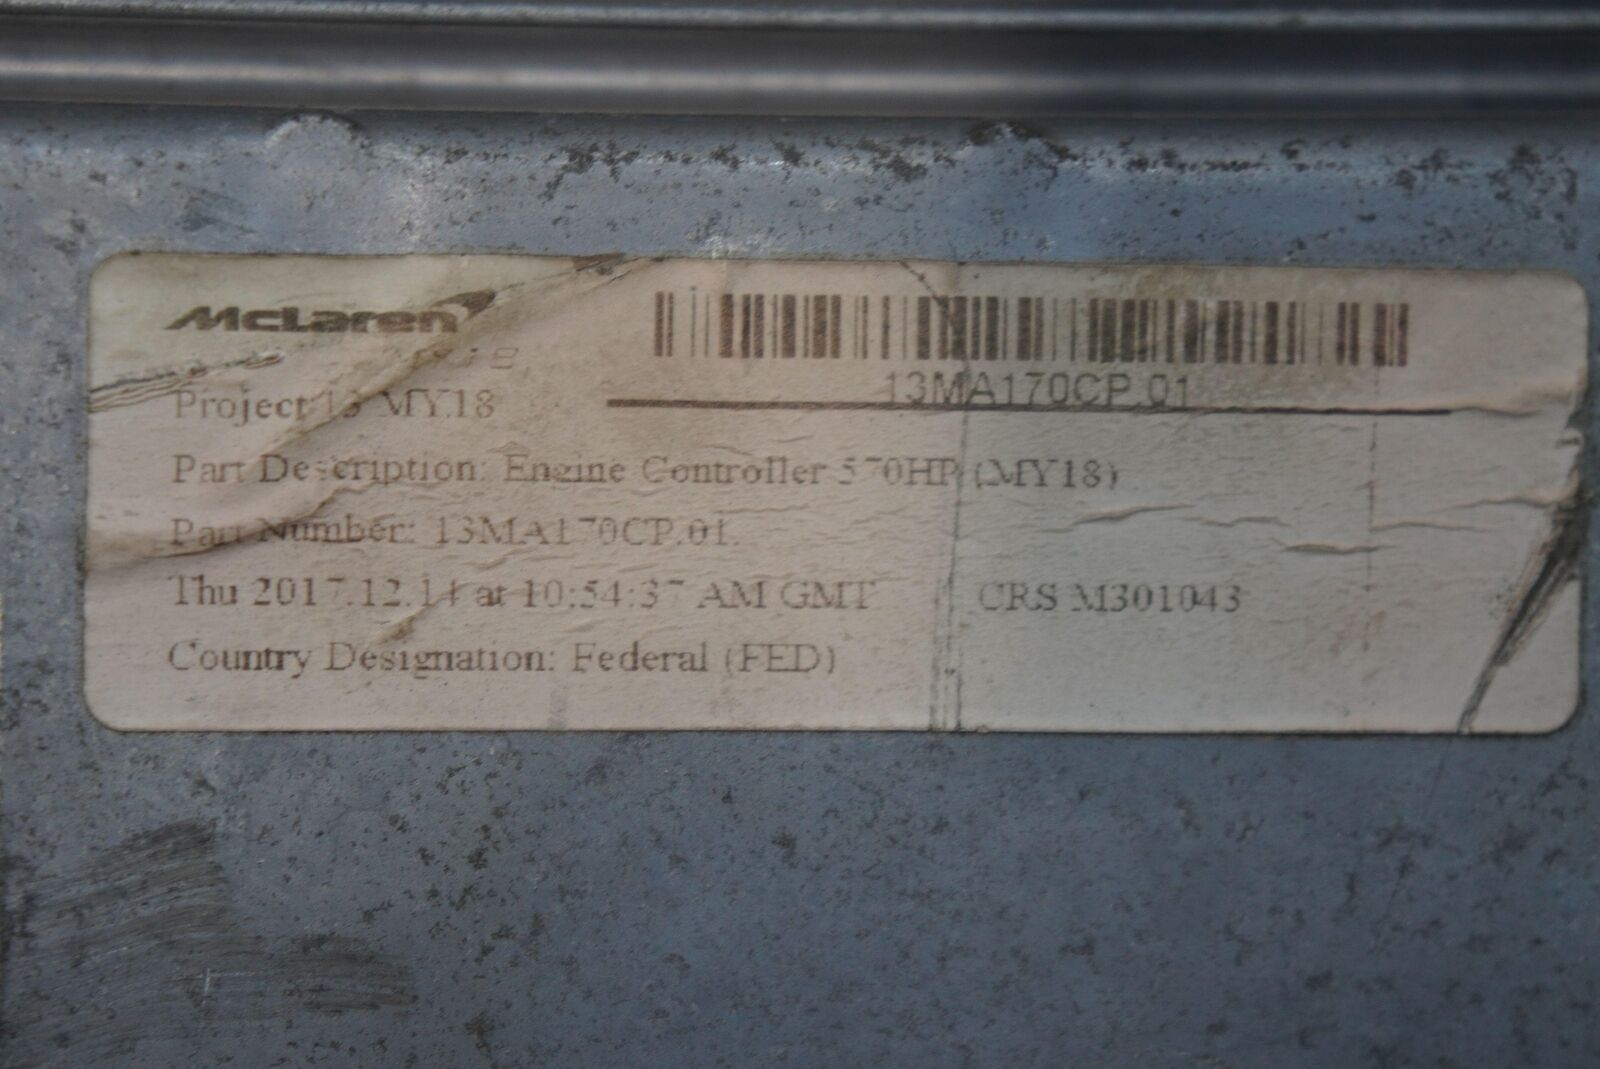 McLaren
13MA170CP.01
Project 13 MY18
Part Description: Engine Controller 570HP (MY18)
Part Number: 13MA170CP.01.
Thu 2017.12.14 at 10:54:37 AM GMT CRS M301043
Country Designation: Federal (FED)